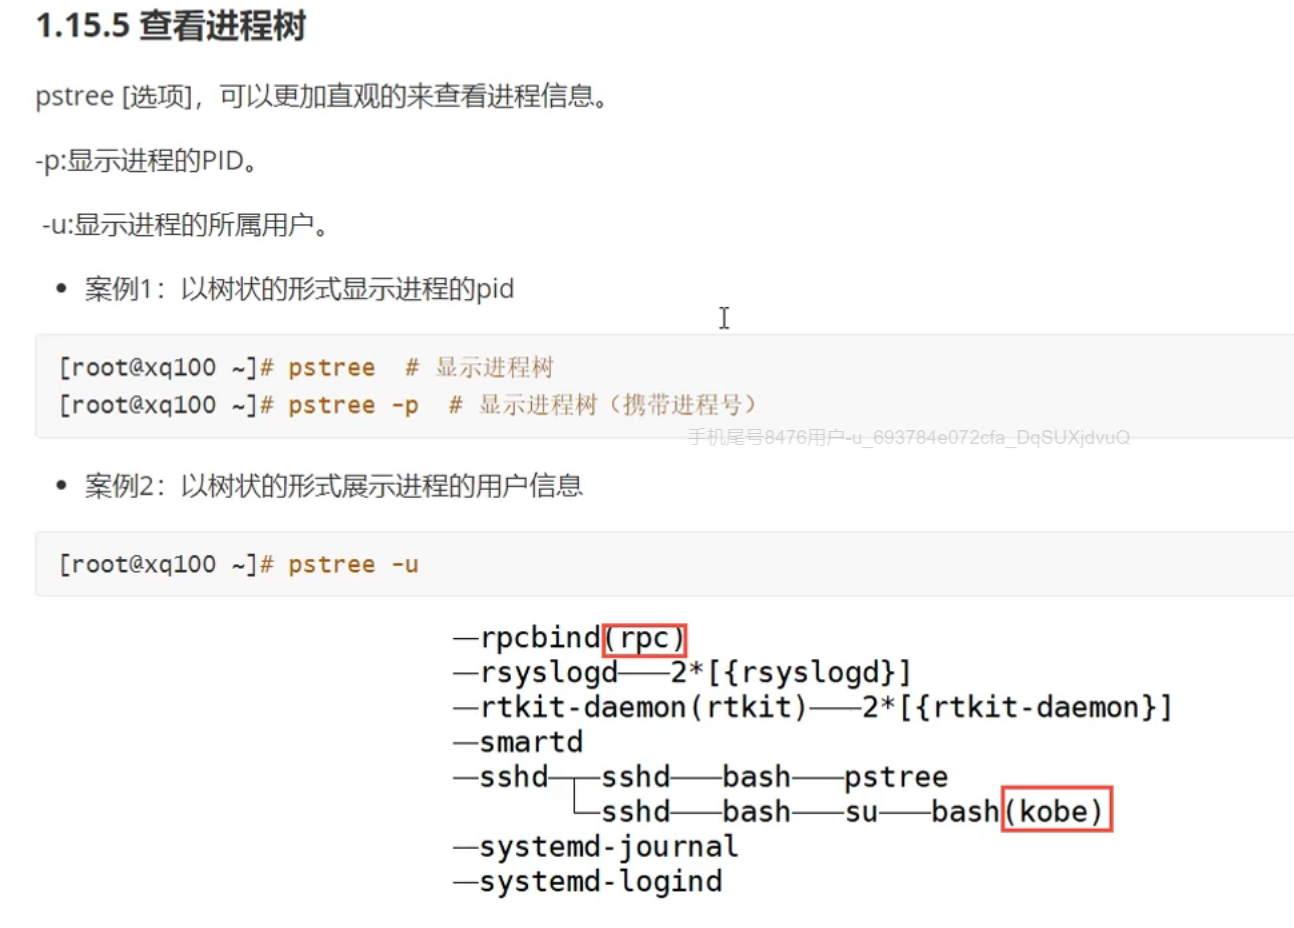 1.15.5 查看进程树
pstree [选项]，可以更加直观的来查看进程信息。
-p:显示进程的PID。
-u:显示进程的所属用户。
• 案例1：以树状的形式显示进程的pid
[root@xq100 ~]# pstree  # 显示进程树
[root@xq100 ~]# pstree -p  # 显示进程树（携带进程号）
手机尾号8476用户-u_693784e072cfa_DqSUXjdvuQ
• 案例2：以树状的形式展示进程的用户信息
[root@xq100 ~]# pstree -u
—rpcbind(rpc)
—rsyslogd——2*[{rsyslogd}]
—rtkit-daemon(rtkit)——2*[{rtkit-daemon}]
—smartd
—sshd─┬─sshd——bash——pstree
└─sshd——bash——su——bash(kobe)
—systemd-journal
—systemd-logind